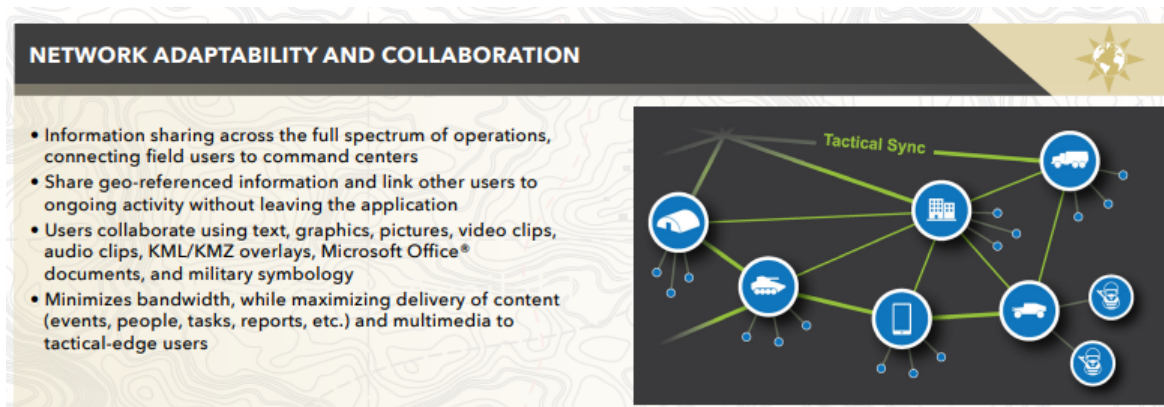 NETWORK ADAPTABILITY AND COLLABORATION
• Information sharing across the full spectrum of operations,
connecting field users to command centers
• Share geo-referenced information and link other users to
ongoing activity without leaving the application
• Users collaborate using text, graphics, pictures, video clips,
audio clips, KML/KMZ overlays, Microsoft Office®
documents, and military symbology
• Minimizes bandwidth, while maximizing delivery of content
(events, people, tasks, reports, etc.) and multimedia to
tactical-edge users
Tactical Sync